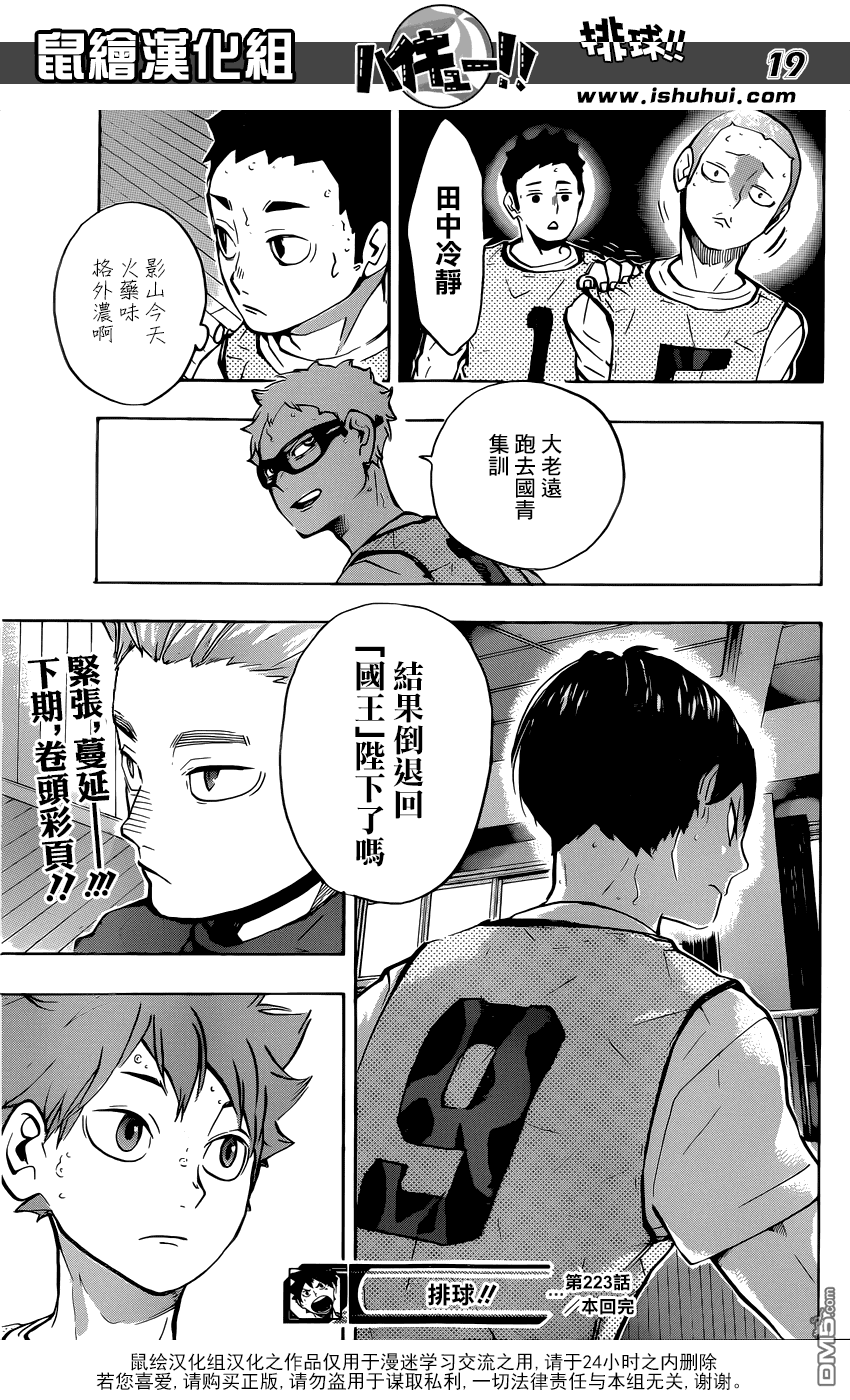 鼠繪漢化組
ハイキュー!!
排球!!
19
www.ishuhui.com
田中冷靜
影山今天
火藥味
格外濃啊
1
5
大老遠
跑去國青
集訓
結果倒退回
「國王」陛下了嗎
緊張,蔓延——!!!!
下期,卷頭彩頁!!
9
排球!!
…第223話
//本回完
DM5.com
鼠绘汉化组汉化之作品仅用于漫迷学习交流之用,请于24小时之内删除
若您喜爱,请购买正版,请勿用于谋取私利,一切法律责任与本组无关,谢谢。